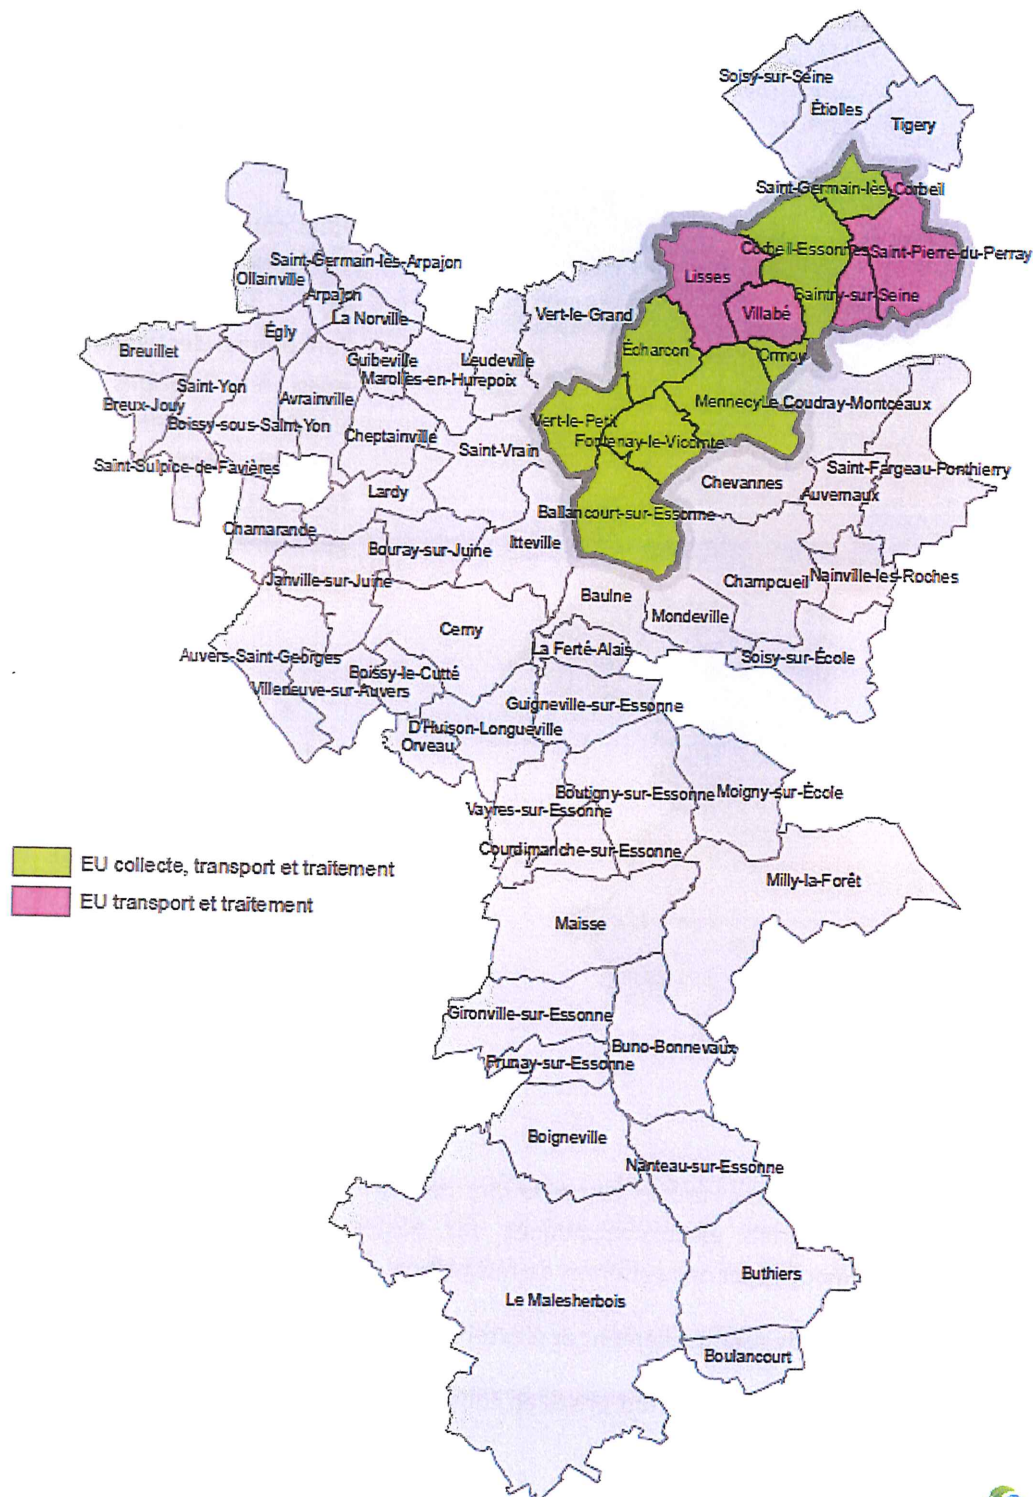 Soisy-sur-Seine
Étiolles
Tigery
Saint-Germain-lès-Corbeil
Corbeil-Essonnes
Saint-Pierre-du-Perray
Lisses
Saintry-sur-Seine
Villabé
Saint-Germain-lès-Arpajon
Ollainville
Arpajon
La Norville
Vert-le-Grand
Égly
Écharcon
Ormoy
Breuillet
Guibeville
Leudeville
Marolles-en-Hurepoix
Saint-Yon
Avrainville
Breux-Jouy
Mennecy
Le Coudray-Montceaux
Boissy-sous-Saint-Yon
Cheptainville
Vert-le-Petit
Fontenay-le-Vicomte
Saint-Vrain
Saint-Sulpice-de-Favières
Saint-Fargeau-Ponthierry
Chevannes
Lardy
Auvernaux
Ballancourt-sur-Essonne
Chamarande
Itteville
Bouray-sur-Juine
Janville-sur-Juine
Champcueil
Nainville-les-Roches
Baulne
Mondeville
Cerny
La Ferté-Alais
Auvers-Saint-Georges
Soisy-sur-École
Boissy-le-Cutté
Villeneuve-sur-Auvers
Guigneville-sur-Essonne
D'Huison-Longueville
Orveau
Boutigny-sur-Essonne
Moigny-sur-École
Vayres-sur-Essonne
Courdimanche-sur-Essonne
EU collecte, transport et traitement
Milly-la-Forêt
EU transport et traitement
Maisse
Gironville-sur-Essonne
Buno-Bonnevaux
Prunay-sur-Essonne
Boigneville
Nanteau-sur-Essonne
Buthiers
Le Malesherbois
Boulancourt